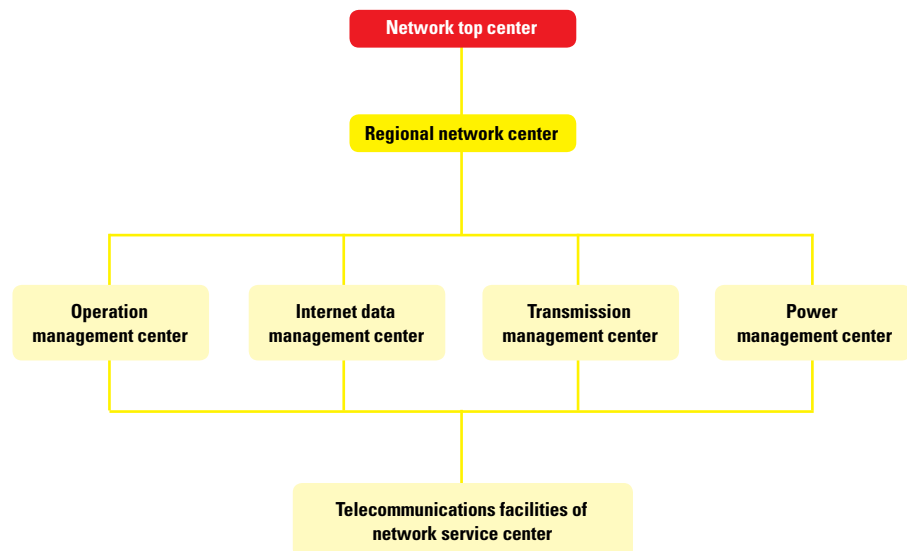 Network top center
Regional network center
Operation
management center
Internet data
management center
Transmission
management center
Power
management center
Telecommunications facilities of
network service center